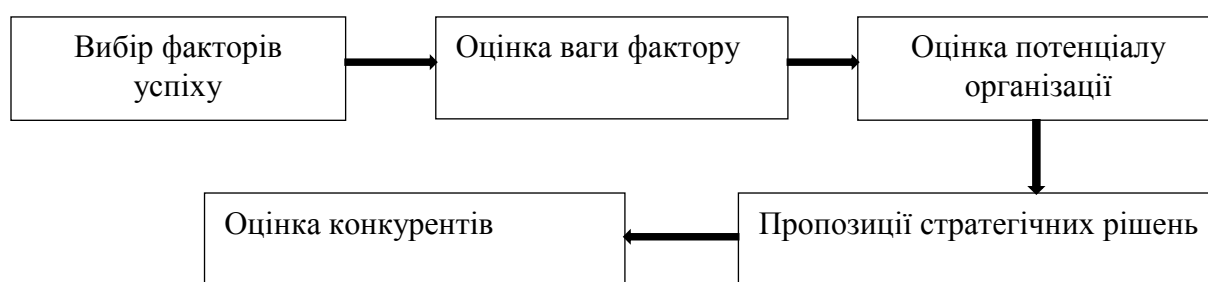 Вибір факторів
успіху
Оцінка ваги фактору
Оцінка потенціалу
організації
Пропозиції стратегічних рішень
Оцінка конкурентів